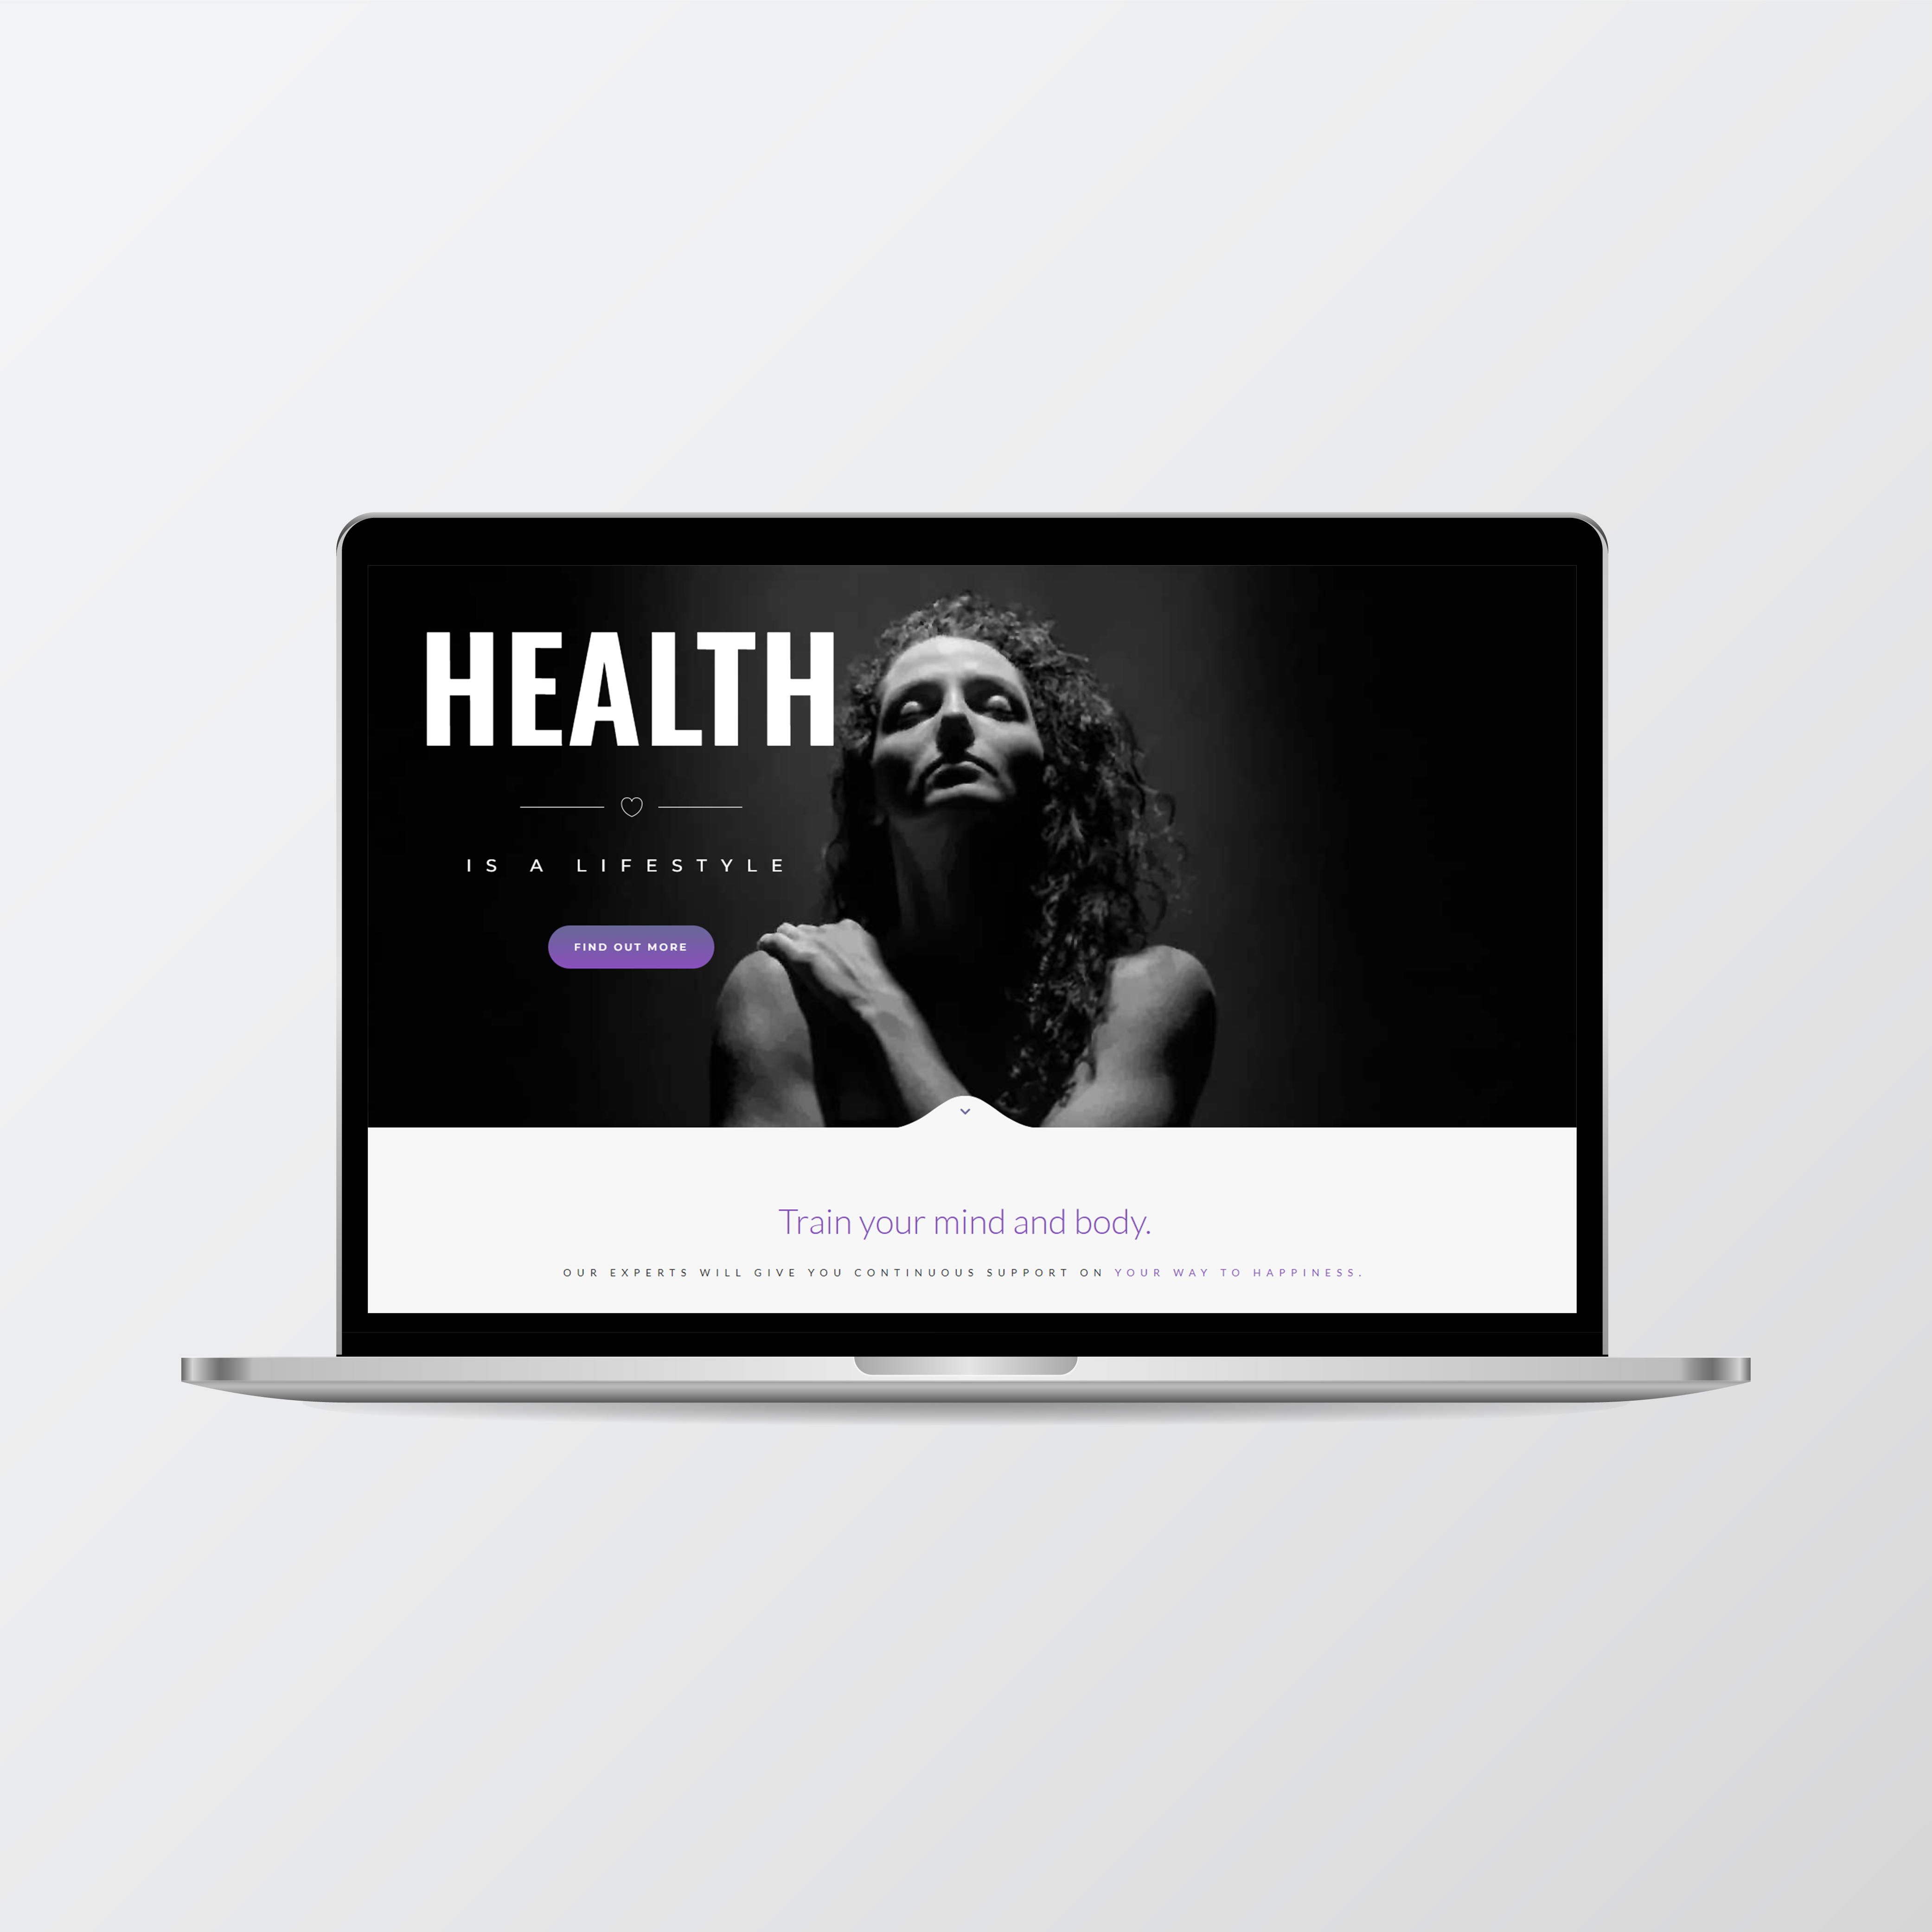 HEALTH
IS A LIFESTYLE
FIND OUT MORE
Train your mind and body.
OUR EXPERTS WILL GIVE YOU CONTINUOUS SUPPORT ON YOUR WAY TO HAPPINESS.